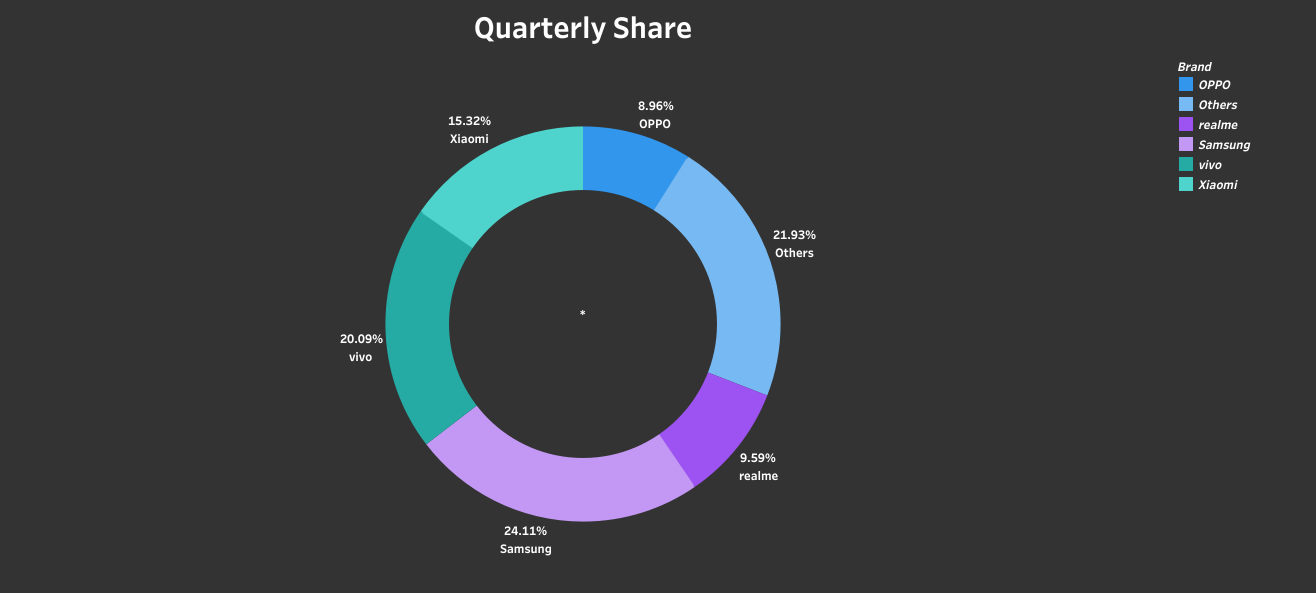 Quarterly Share
8.96%
OPPO
15.32%
Xiaomi
21.93%
Others
*
20.09%
vivo
9.59%
realme
24.11%
Samsung
Brand
OPPO
Others
realme
Samsung
vivo
Xiaomi